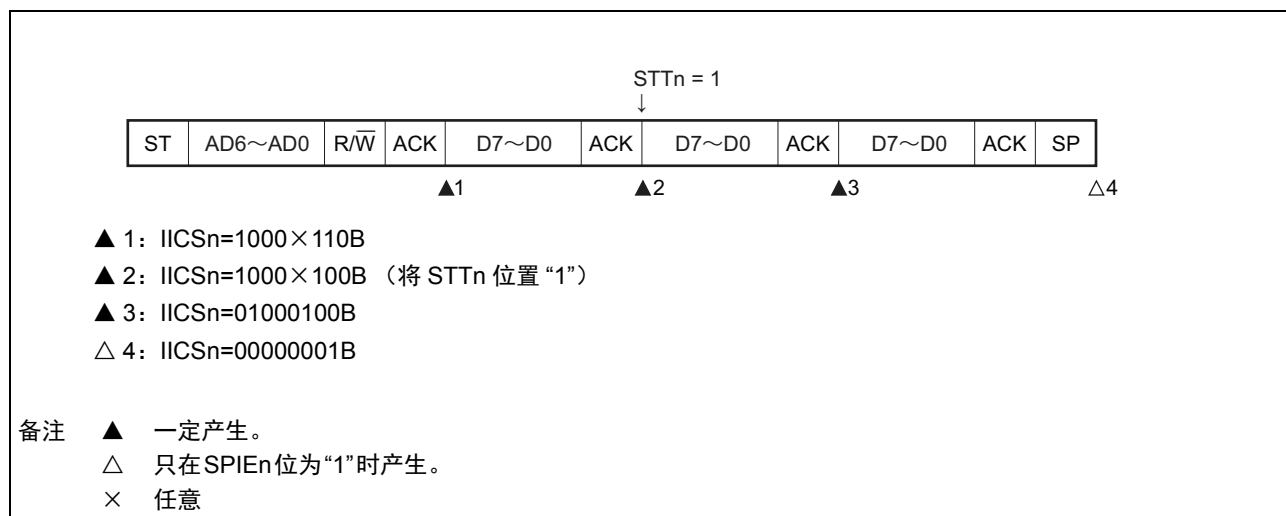 STTn = 1
↓
ST AD6～AD0 R/W̅ ACK D7～D0 ACK D7～D0 ACK D7～D0 ACK SP
▲1 ▲2 ▲3 △4
▲ 1：IICSn=1000×110B
▲ 2：IICSn=1000×100B （将 STTn 位置 “1”）
▲ 3：IICSn=01000100B
△ 4：IICSn=00000001B
备注 ▲ 一定产生。
△ 只在SPIEn位为“1”时产生。
× 任意